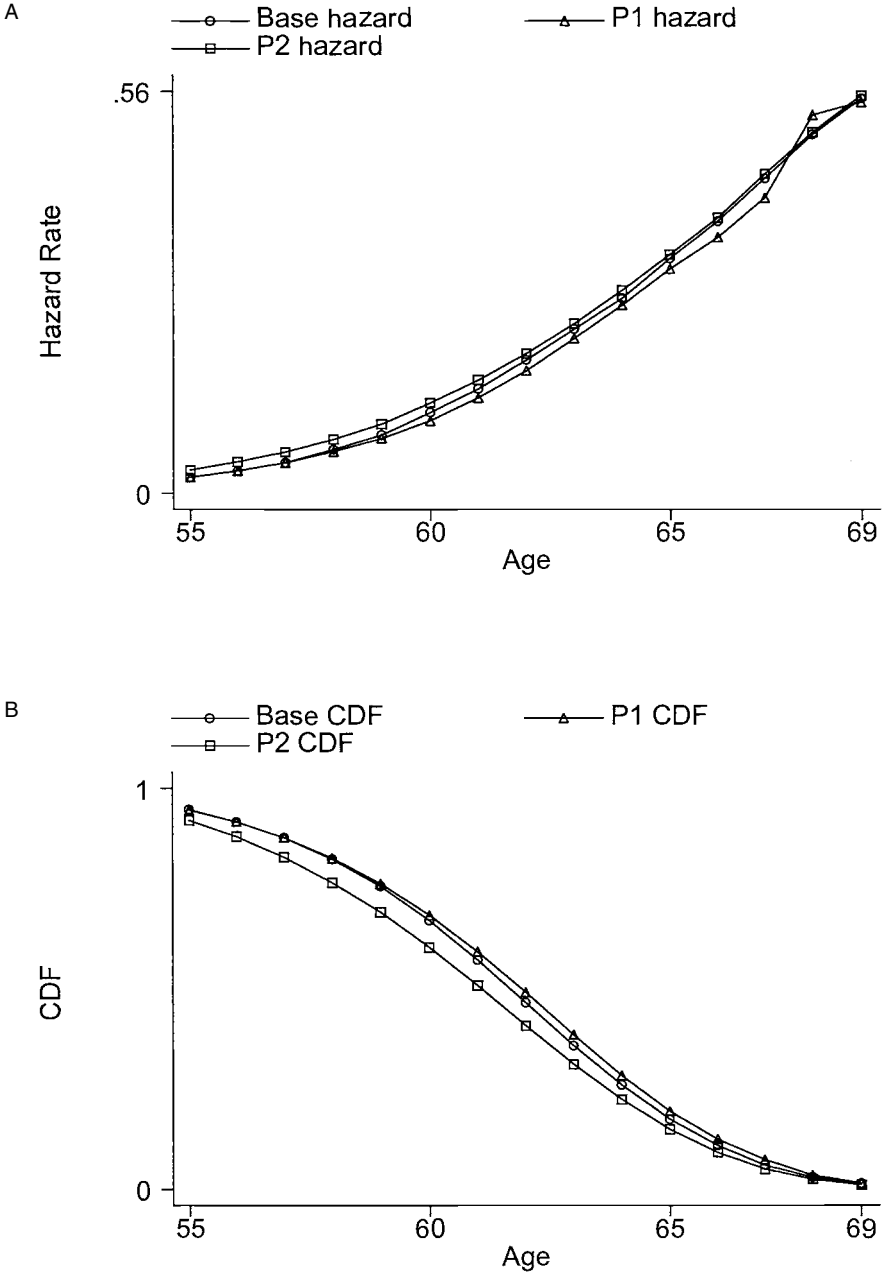 A
Base hazard
P1 hazard
P2 hazard
.56
Hazard Rate
0
55
60
65
69
Age
B
Base CDF
P1 CDF
P2 CDF
1
CDF
0
55
60
65
69
Age